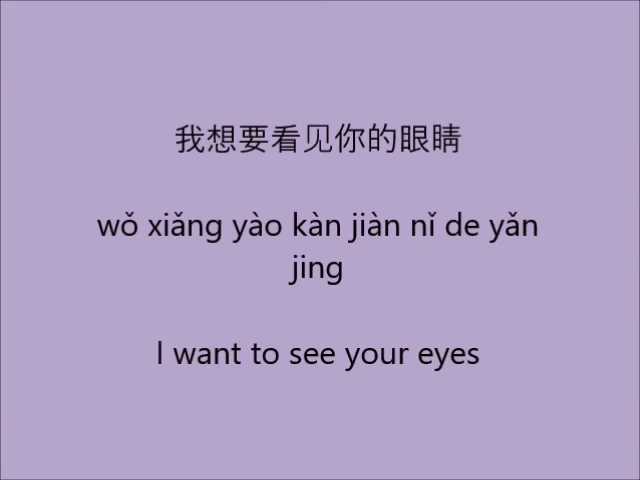 我想要看见你的眼睛
wǒ xiǎng yào kàn jiàn nǐ de yǎn
jing
I want to see your eyes